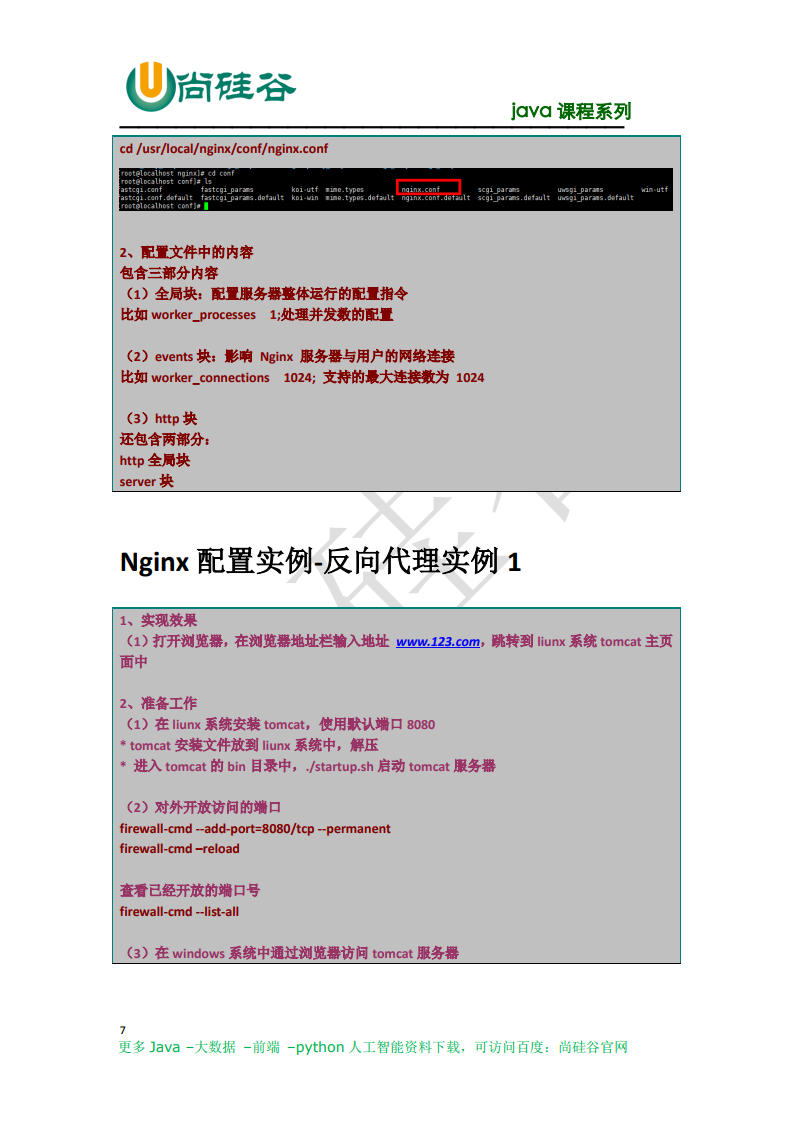 尚硅谷
java 课程系列
cd /usr/local/nginx/conf/nginx.conf
[root@localhost nginx]# cd conf
[root@localhost conf]# ls
fastcgi.conf fastcgi_params koi-utf mime.types nginx.conf scgi_params uwsgi_params win-utf
fastcgi.conf.default fastcgi_params.default koi-win mime.types.default nginx.conf.default scgi_params.default uwsgi_params.default
[root@localhost conf]#
2、配置文件中的内容
包含三部分内容
（1）全局块：配置服务器整体运行的配置指令
比如 worker_processes 1;处理并发数的配置
（2）events 块：影响 Nginx 服务器与用户的网络连接
比如 worker_connections 1024; 支持的最大连接数为 1024
（3）http 块
还包含两部分：
http 全局块
server 块
Nginx 配置实例-反向代理实例 1
1、实现效果
（1）打开浏览器，在浏览器地址栏输入地址 www.123.com，跳转到 liunx 系统 tomcat 主页
面中
2、准备工作
（1）在 liunx 系统安装 tomcat，使用默认端口 8080
* tomcat 安装文件放到 liunx 系统中，解压
* 进入 tomcat 的 bin 目录中，./startup.sh 启动 tomcat 服务器
（2）对外开放访问的端口
firewall-cmd --add-port=8080/tcp --permanent
firewall-cmd –reload
查看已经开放的端口号
firewall-cmd --list-all
（3）在 windows 系统中通过浏览器访问 tomcat 服务器
7
更多 Java –大数据 –前端 –python 人工智能资料下载，可访问百度：尚硅谷官网